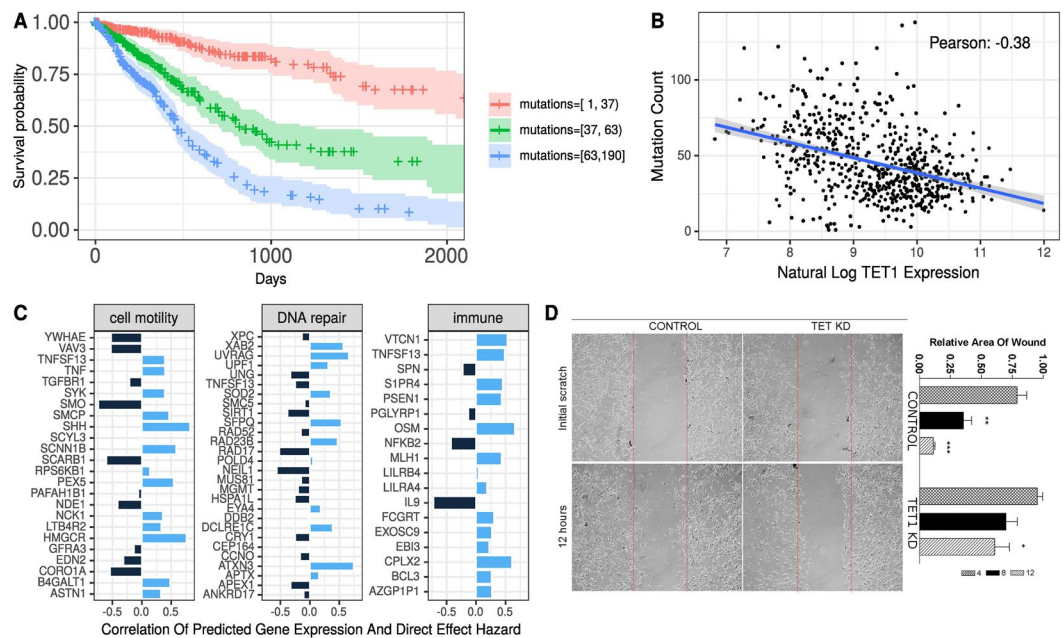 A
Survival probability
1.00
0.75
0.50
0.25
0.00
0
1000
2000
Days
mutations=[ 1, 37)
mutations=[37, 63)
mutations=[63,190]
B
Pearson: -0.38
Mutation Count
100
50
0
7
8
9
10
11
12
Natural Log TET1 Expression
C
cell motility
YWHAE
VAV3
TNFSF13
TNF
TGFBR1
SYK
SMO
SMCP
SHH
SCYL3
SCNN1B
SCARB1
RPS6KB1
PEX5
PAFAH1B1
NDE1
NCK1
LTB4R2
HMGCR
GFRA3
EDN2
CORO1A
B4GALT1
ASTN1
-0.5
0.0
0.5
DNA repair
XPC
XAB2
UVRAG
UPF1
UNG
TNFSF13
SOD2
SMC5
SIRT1
SFPQ
RAD52
RAD23B
RAD17
POLD4
NEIL1
MUS81
MGMT
HSPA1L
EYA4
DDB2
DCLRE1C
CRY1
CEP164
CCNO
ATXN3
APTX
APEX1
ANKRD17
-0.5
0.0
0.5
immune
VTCN1
TNFSF13
SPN
S1PR4
PSEN1
PGLYRP1
OSM
NFKB2
MLH1
LILRB4
LILRA4
IL9
FCGRT
EXOSC9
EBI3
CPLX2
BCL3
AZGP1P1
-0.5
0.0
0.5
Correlation Of Predicted Gene Expression And Direct Effect Hazard
D
CONTROL
TET KD
Initial scratch
12 hours
Relative Area Of Wound
0.00
0.25
0.50
0.75
1.00
CONTROL
**
***
TET1 KD
*
4
8
12